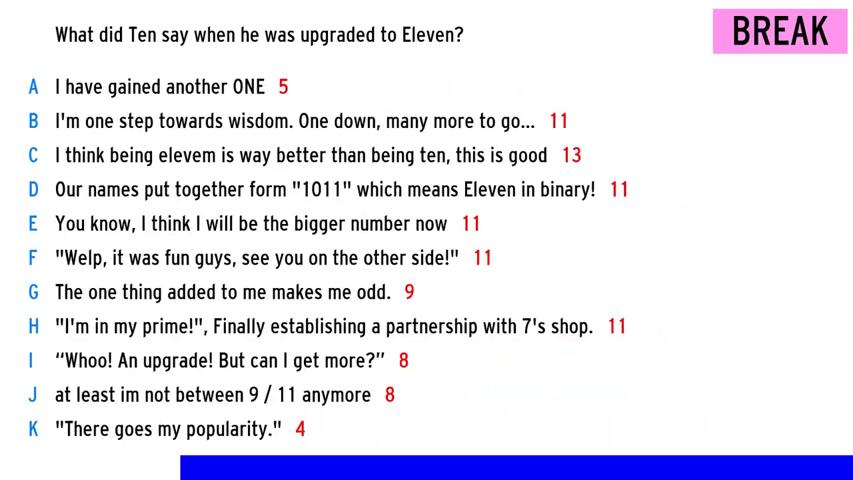 What did Ten say when he was upgraded to Eleven?
BREAK
A I have gained another ONE 5
B I'm one step towards wisdom. One down, many more to go... 11
C I think being elevem is way better than being ten, this is good 13
D Our names put together form "1011" which means Eleven in binary! 11
E You know, I think I will be the bigger number now 11
F "Welp, it was fun guys, see you on the other side!" 11
G The one thing added to me makes me odd. 9
H "I'm in my prime!", Finally establishing a partnership with 7's shop. 11
I “Whoo! An upgrade! But can I get more?” 8
J at least im not between 9 / 11 anymore 8
K "There goes my popularity." 4